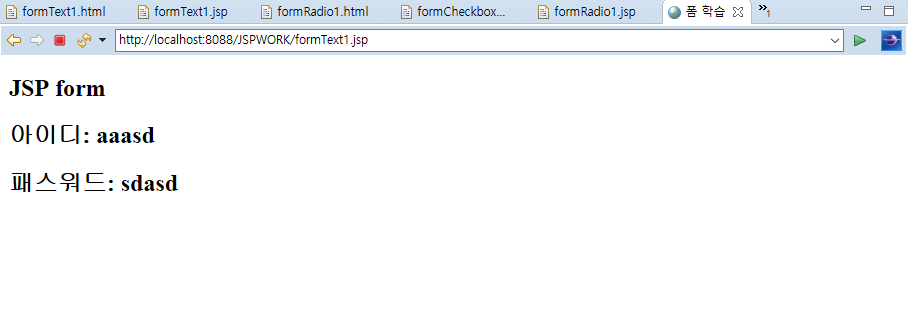 formText1.html formText1.jsp formRadio1.html formCheckbox... formRadio1.jsp 폼 학습 »1
http://localhost:8088/JSPWORK/formText1.jsp
JSP form
아이디: aaasd
패스워드: sdasd